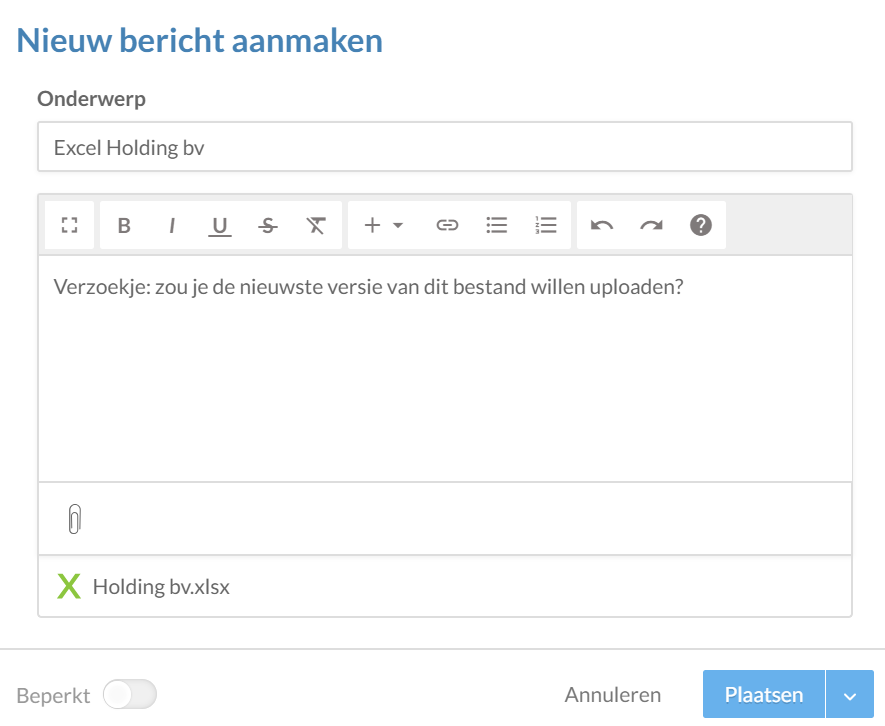 Nieuw bericht aanmaken
Onderwerp
Excel Holding bv
B I U S
Verzoekje: zou je de nieuwste versie van dit bestand willen uploaden?
X Holding bv.xlsx
Beperkt Annuleren Plaatsen